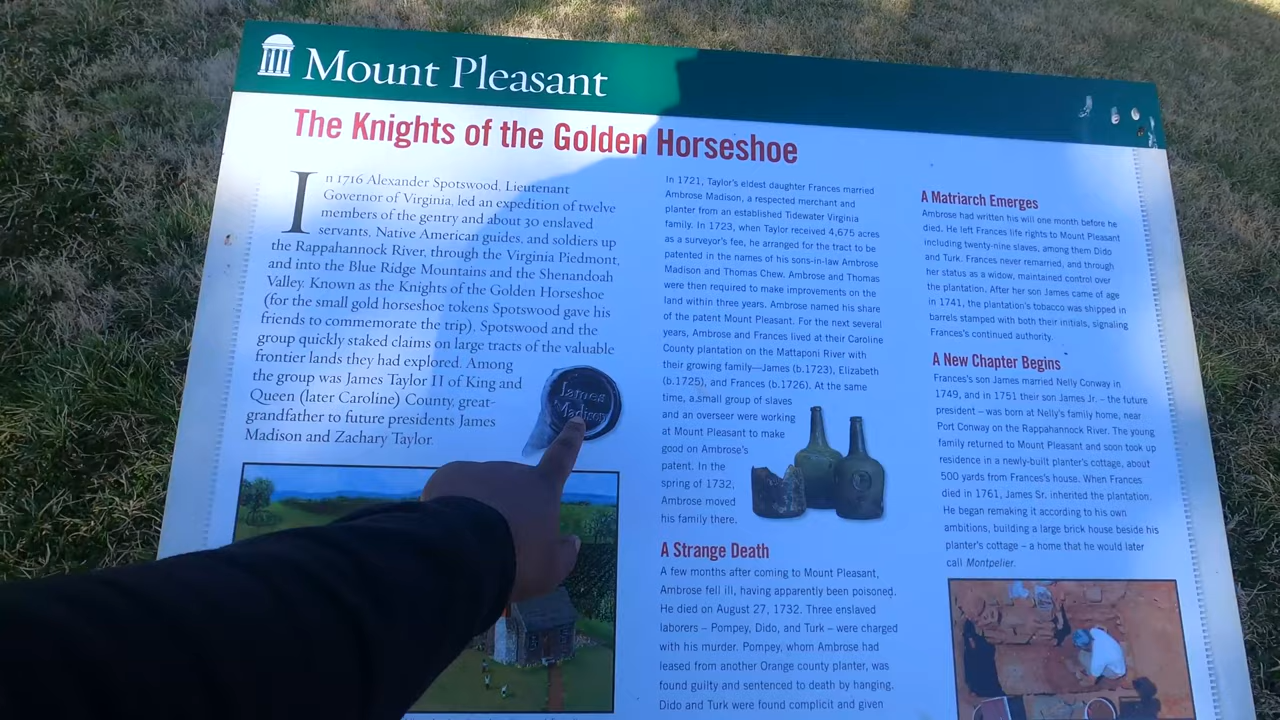 Mount Pleasant
The Knights of the Golden Horseshoe
In 1716 Alexander Spotswood, Lieutenant
Governor of Virginia, led an expedition of twelve
members of the gentry and about 30 enslaved
servants, Native American guides, and soldiers up
the Rappahannock River, through the Virginia Piedmont,
and into the Blue Ridge Mountains and the Shenandoah
Valley. Known as the Knights of the Golden Horseshoe
(for the small gold horseshoe tokens Spotswood gave his
friends to commemorate the trip), Spotswood and the
group quickly staked claims on large tracts of the valuable
frontier lands they had explored. Among
the group was James Taylor II of King and
Queen (later Caroline) County, great-
grandfather to future presidents James
Madison and Zachary Taylor.
James
Madison
In 1721, Taylor's eldest daughter Frances married
Ambrose Madison, a respected merchant and
planter from an established Tidewater Virginia
family. In 1723, when Taylor received 4,675 acres
as a surveyor's fee, he arranged for the tract to be
patented in the names of his sons-in-law Ambrose
Madison and Thomas Chew. Ambrose and Thomas
were then required to make improvements on the
land within three years. Ambrose named his share
of the patent Mount Pleasant. For the next several
years, Ambrose and Frances lived at their Caroline
County plantation on the Mattaponi River with
their growing family—James (b.1723), Elizabeth
(b.1725), and Frances (b.1726). At the same
time, a small group of slaves
and an overseer were working
at Mount Pleasant to make
good on Ambrose's
patent. In the
spring of 1732,
Ambrose moved
his family there.
A Strange Death
A few months after coming to Mount Pleasant,
Ambrose fell ill, having apparently been poisoned.
He died on August 27, 1732. Three enslaved
laborers – Pompey, Dido, and Turk – were charged
with his murder. Pompey, whom Ambrose had
leased from another Orange county planter, was
found guilty and sentenced to death by hanging.
Dido and Turk were found complicit and given
A Matriarch Emerges
Ambrose had written his will one month before he
died. He left Frances life rights to Mount Pleasant
including twenty-nine slaves, among them Dido
and Turk. Frances never remarried, and through
her status as a widow, maintained control over
the plantation. After her son James came of age
in 1741, the plantation's tobacco was shipped in
barrels stamped with both their initials, signaling
Frances's continued authority.
A New Chapter Begins
Frances's son James married Nelly Conway in
1749, and in 1751 their son James Jr. – the future
president – was born at Nelly's family home, near
Port Conway on the Rappahannock River. The young
family returned to Mount Pleasant and soon took up
residence in a newly-built planter's cottage, about
500 yards from Frances's house. When Frances
died in 1761, James Sr. inherited the plantation.
He began remaking it according to his own
ambitions, building a large brick house beside his
planter's cottage – a home that he would later
call Montpelier.